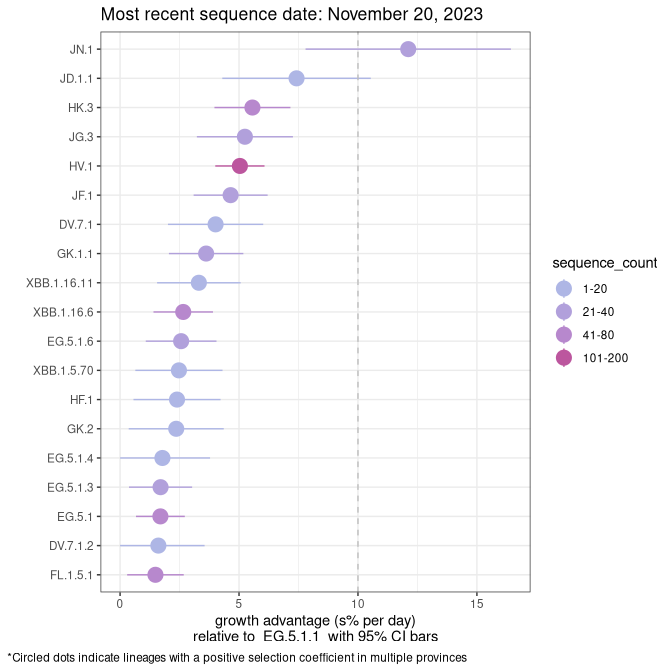 Most recent sequence date: November 20, 2023
JN.1
JD.1.1
HK.3
JG.3
HV.1
JF.1
DV.7.1
GK.1.1
XBB.1.16.11
XBB.1.16.6
EG.5.1.6
XBB.1.5.70
HF.1
GK.2
EG.5.1.4
EG.5.1.3
EG.5.1
DV.7.1.2
FL.1.5.1
0 5 10 15
growth advantage (s% per day)
relative to EG.5.1.1 with 95% CI bars
sequence_count
1-20
21-40
41-80
101-200
*Circled dots indicate lineages with a positive selection coefficient in multiple provinces